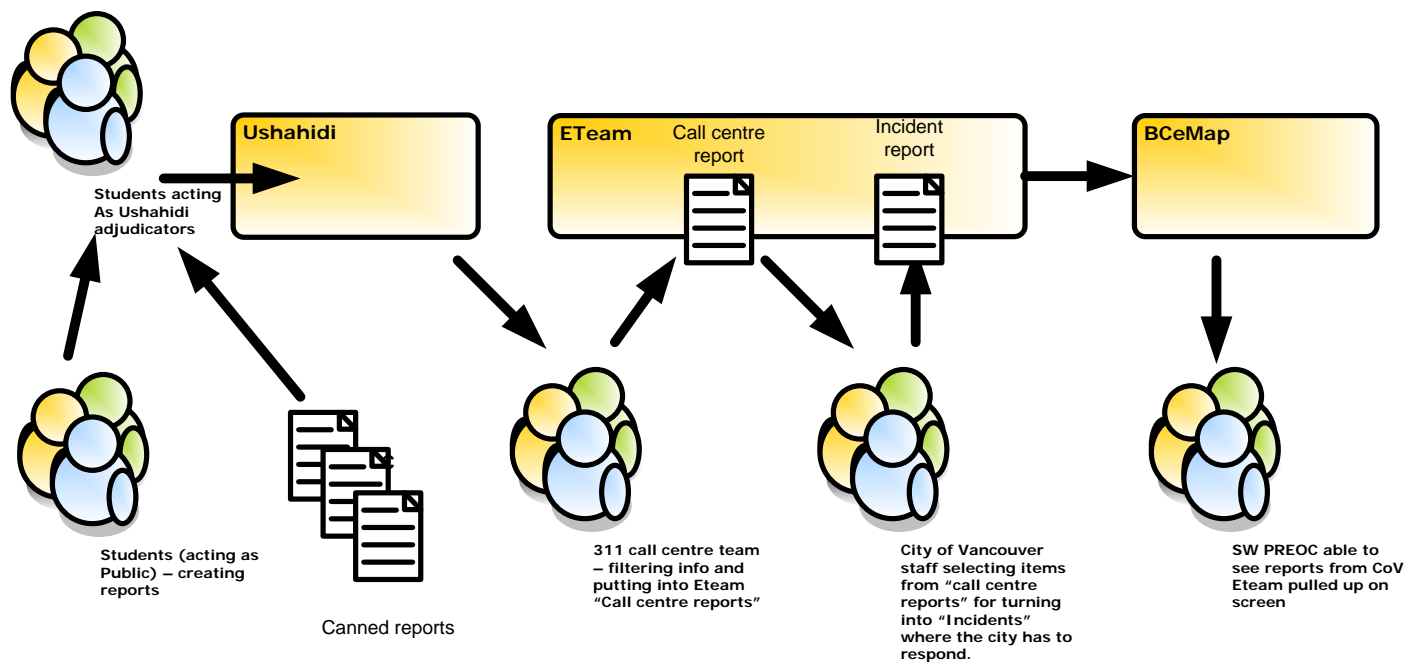 Ushahidi
ETeam
Call centre
report
Incident
report
BCeMap
Students acting
As Ushahidi
adjudicators
Students (acting as
Public) – creating
reports
Canned reports
311 call centre team
– filtering info and
putting into Eteam
“Call centre reports”
City of Vancouver
staff selecting items
from “call centre
reports” for turning
into “Incidents”
where the city has to
respond.
SW PREOC able to
see reports from CoV
Eteam pulled up on
screen